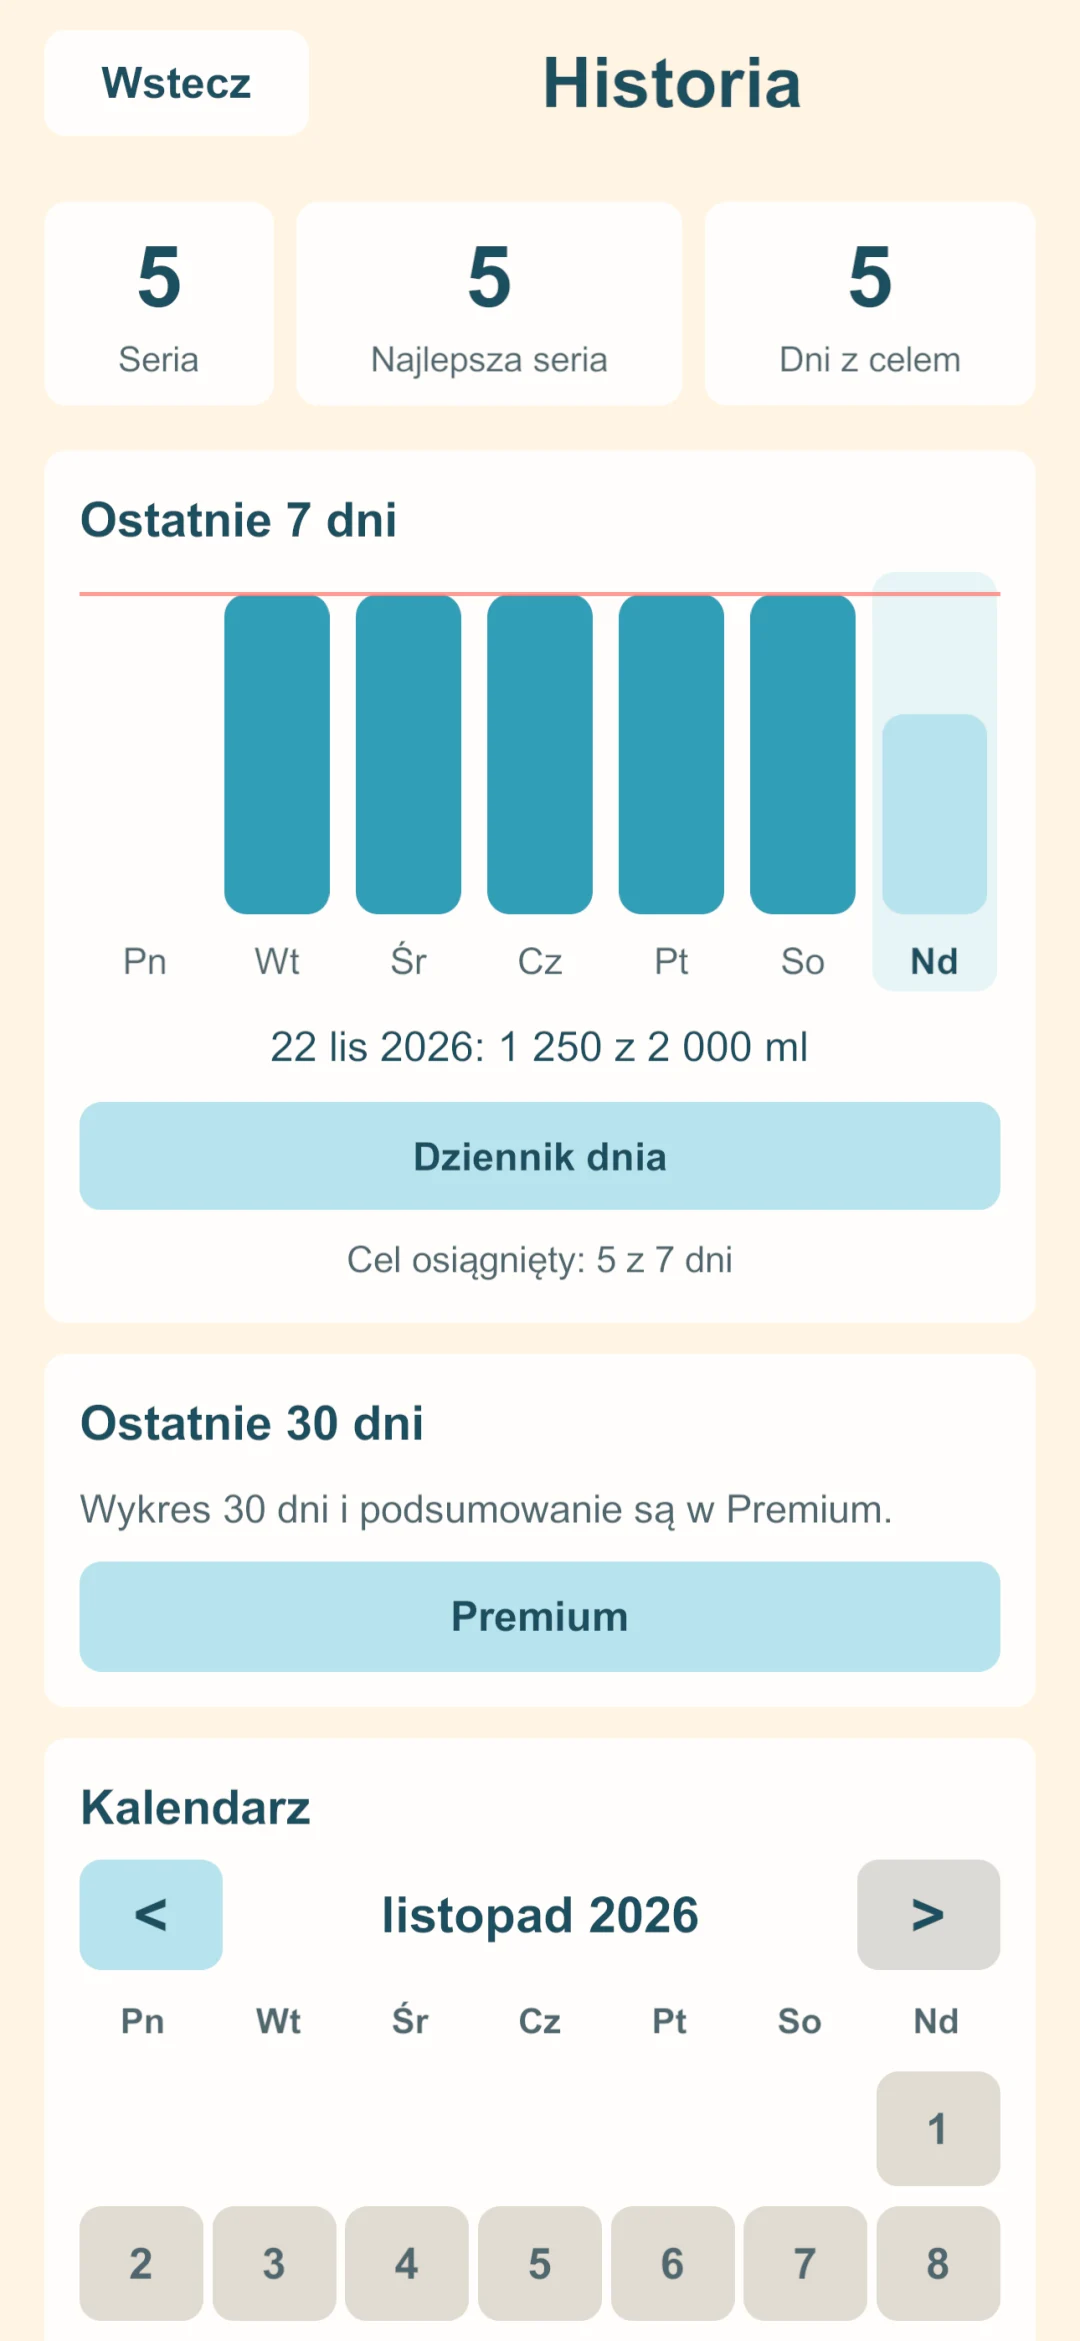 Wstecz
Historia
5
Seria
5
Najlepsza seria
5
Dni z celem
Ostatnie 7 dni
Pn Wt Śr Cz Pt So Nd
22 lis 2026: 1 250 z 2 000 ml
Dziennik dnia
Cel osiągnięty: 5 z 7 dni
Ostatnie 30 dni
Wykres 30 dni i podsumowanie są w Premium.
Premium
Kalendarz
< listopad 2026 >
Pn Wt Śr Cz Pt So Nd
1
2 3 4 5 6 7 8